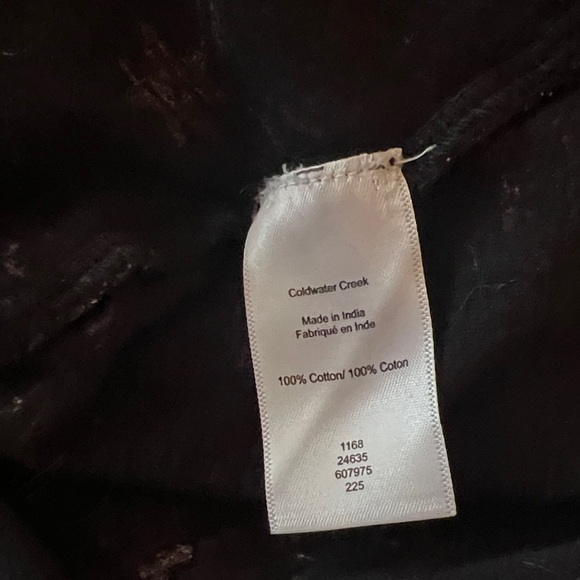 Coldwater Creek
Made in India
Fabriqué en Inde
100% Cotton/ 100% Coton
1168
24635
607975
225